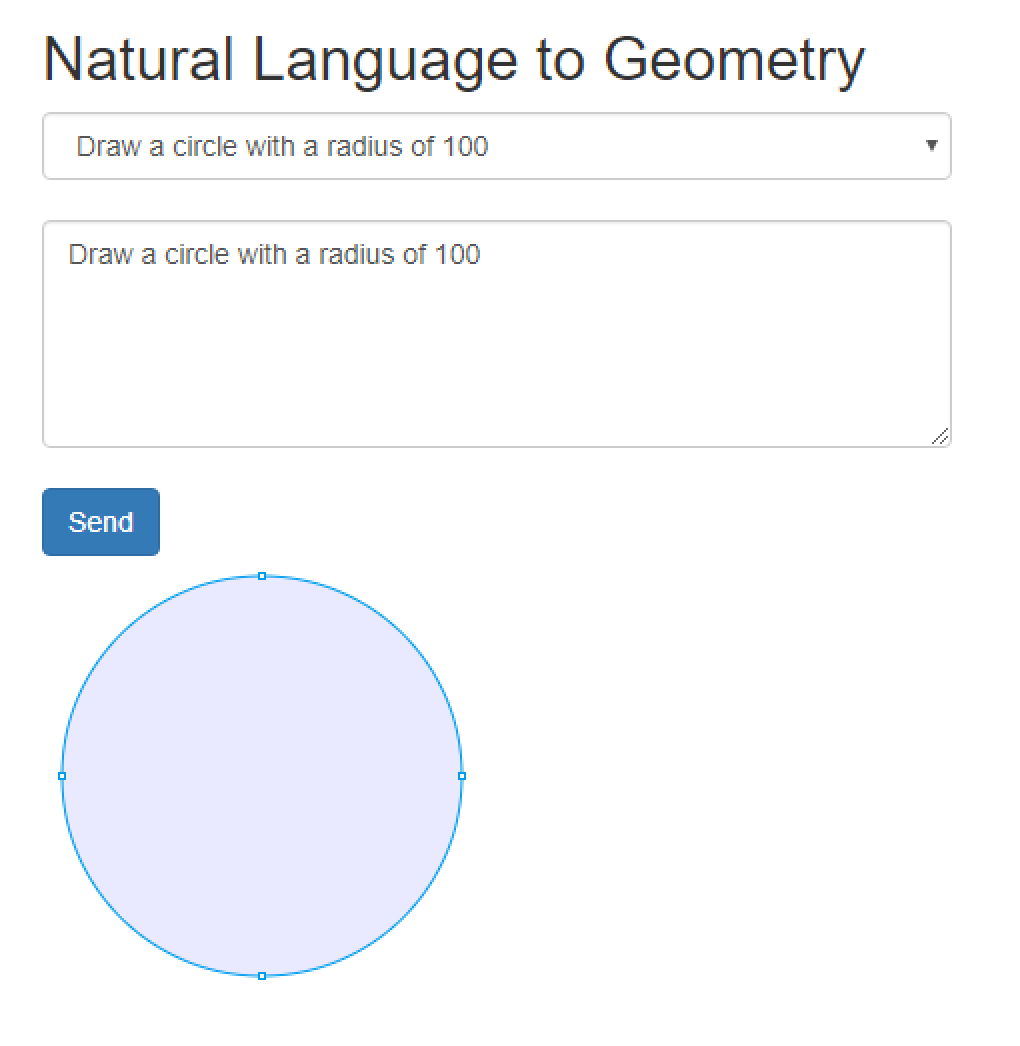 Natural Language to Geometry
Draw a circle with a radius of 100
Draw a circle with a radius of 100
Send